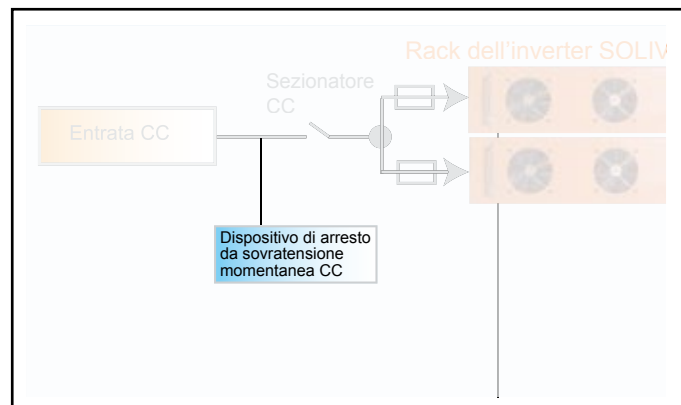 Rack dell'inverter SOLIV
Sezionatore
CC
Entrata CC
Dispositivo di arresto
da sovratensione
momentanea CC